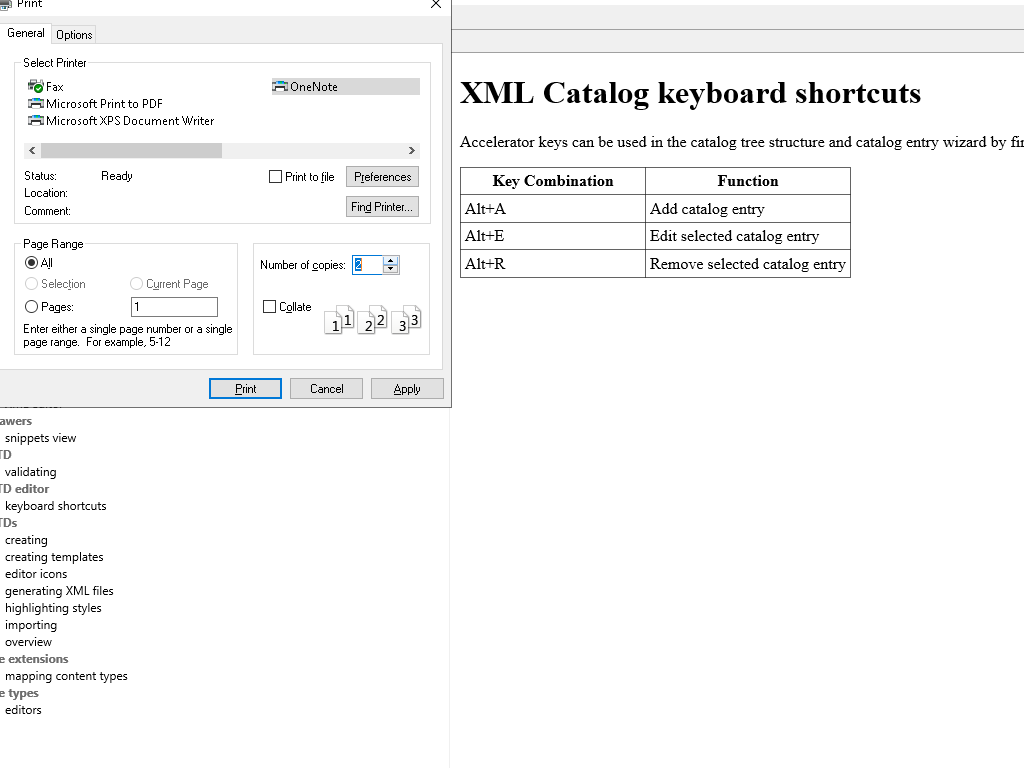 Print
General
Options
Select Printer
Fax
OneNote
Microsoft Print to PDF
Microsoft XPS Document Writer
Status: Ready
Print to file
Preferences
Location:
Comment:
Find Printer...
Page Range
All
Selection
Current Page
Pages: 1
Enter either a single page number or a single
page range. For example, 5-12
Number of copies: 2
Collate
1 1 2 2 3 3
Print
Cancel
Apply
awers
snippets view
TD
validating
TD editor
keyboard shortcuts
TDs
creating
creating templates
editor icons
generating XML files
highlighting styles
importing
overview
e extensions
mapping content types
e types
editors
XML Catalog keyboard shortcuts
Accelerator keys can be used in the catalog tree structure and catalog entry wizard by fir
Key Combination Function
Alt+A Add catalog entry
Alt+E Edit selected catalog entry
Alt+R Remove selected catalog entry